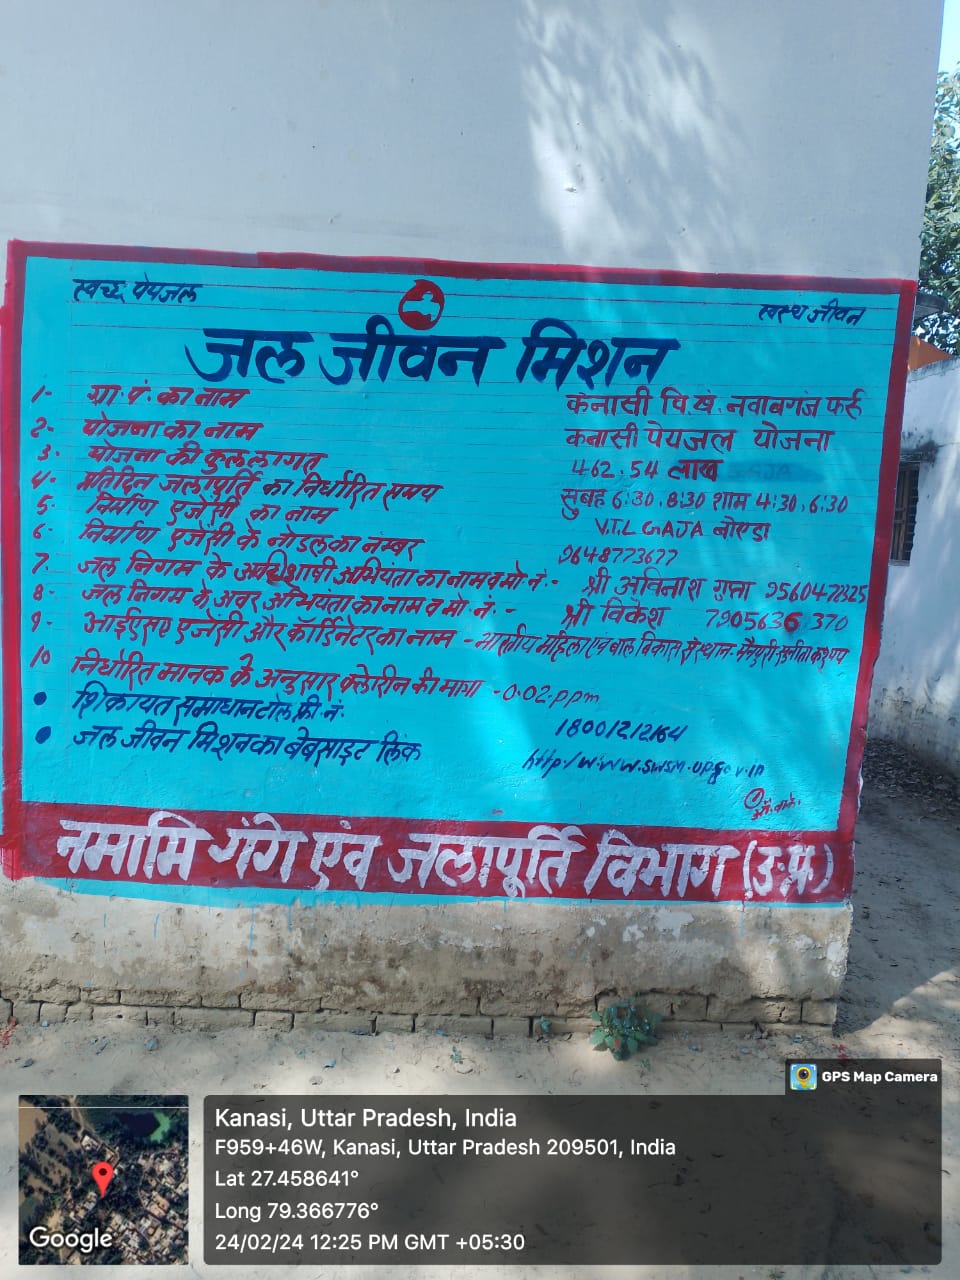 स्वच्छ पेयजल
स्वस्थ जीवन
जल जीवन मिशन
1- ग्रा.पं. का नाम कनासी वि.ख. नवाबगंज फर्रु
2- योजना का नाम कनासी पेयजल योजना
3- योजना की कुल लागत 462.54 लाख
4- प्रतिदिन जलापूर्ति का निर्धारित समय सुबह 6:30,8:30 शाम 4:30,6:30
5- निर्माण एजेंसी का नाम V.T.L GAJA
6- निर्माण एजेंसी के नोडल का नम्बर 9648773677
7. जल निगम के अधिशाषी अभियंता का नाम व मो.नं.- श्री अविनाश गुप्ता
8- जल निगम के अवर अभियंता का नाम व मो.नं.- श्री विकेश 7905636370
9- आईएसए एजेंसी और कॉर्डिनेटर का नाम - भारतीय महिला एवं बाल विकास संस्थान मैनपुरी
10 निर्धारित मानक के अनुसार क्लोरीन की मात्रा -0.02.ppm
• शिकायत समाधान टोल फ्री नं. 18001212164
• जल जीवन मिशन का बेबसाइट लिंक http/www.swsm.up.gov.in
नमामि गंगे एंव जलापूर्ति विभाग (उ.प्र.)
GPS Map Camera
Kanasi, Uttar Pradesh, India
F959+46W, Kanasi, Uttar Pradesh 209501, India
Lat 27.458641°
Long 79.366776°
24/02/24 12:25 PM GMT +05:30
Google